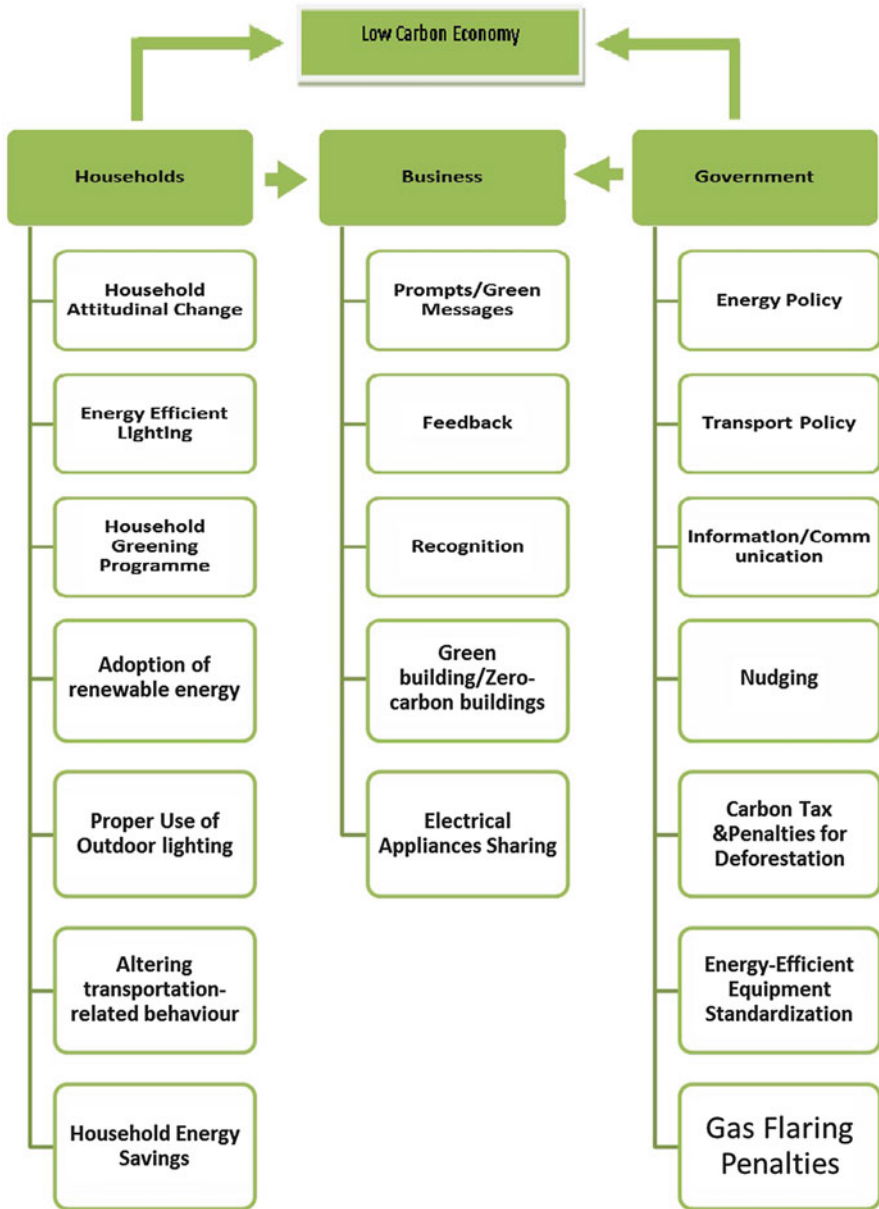 Low Carbon Economy
Households
Business
Government
Household
Attitudinal Change
Energy Efficient
Lighting
Household
Greening
Programme
Adoption of
renewable energy
Proper Use of
Outdoor lighting
Altering
transportation-
related behaviour
Household Energy
Savings
Prompts/Green
Messages
Feedback
Recognition
Green
building/Zero-
carbon buildings
Electrical
Appliances Sharing
Energy Policy
Transport Policy
Information/Comm
unication
Nudging
Carbon Tax
&Penalties for
Deforestation
Energy-Efficient
Equipment
Standardization
Gas Flaring
Penalties